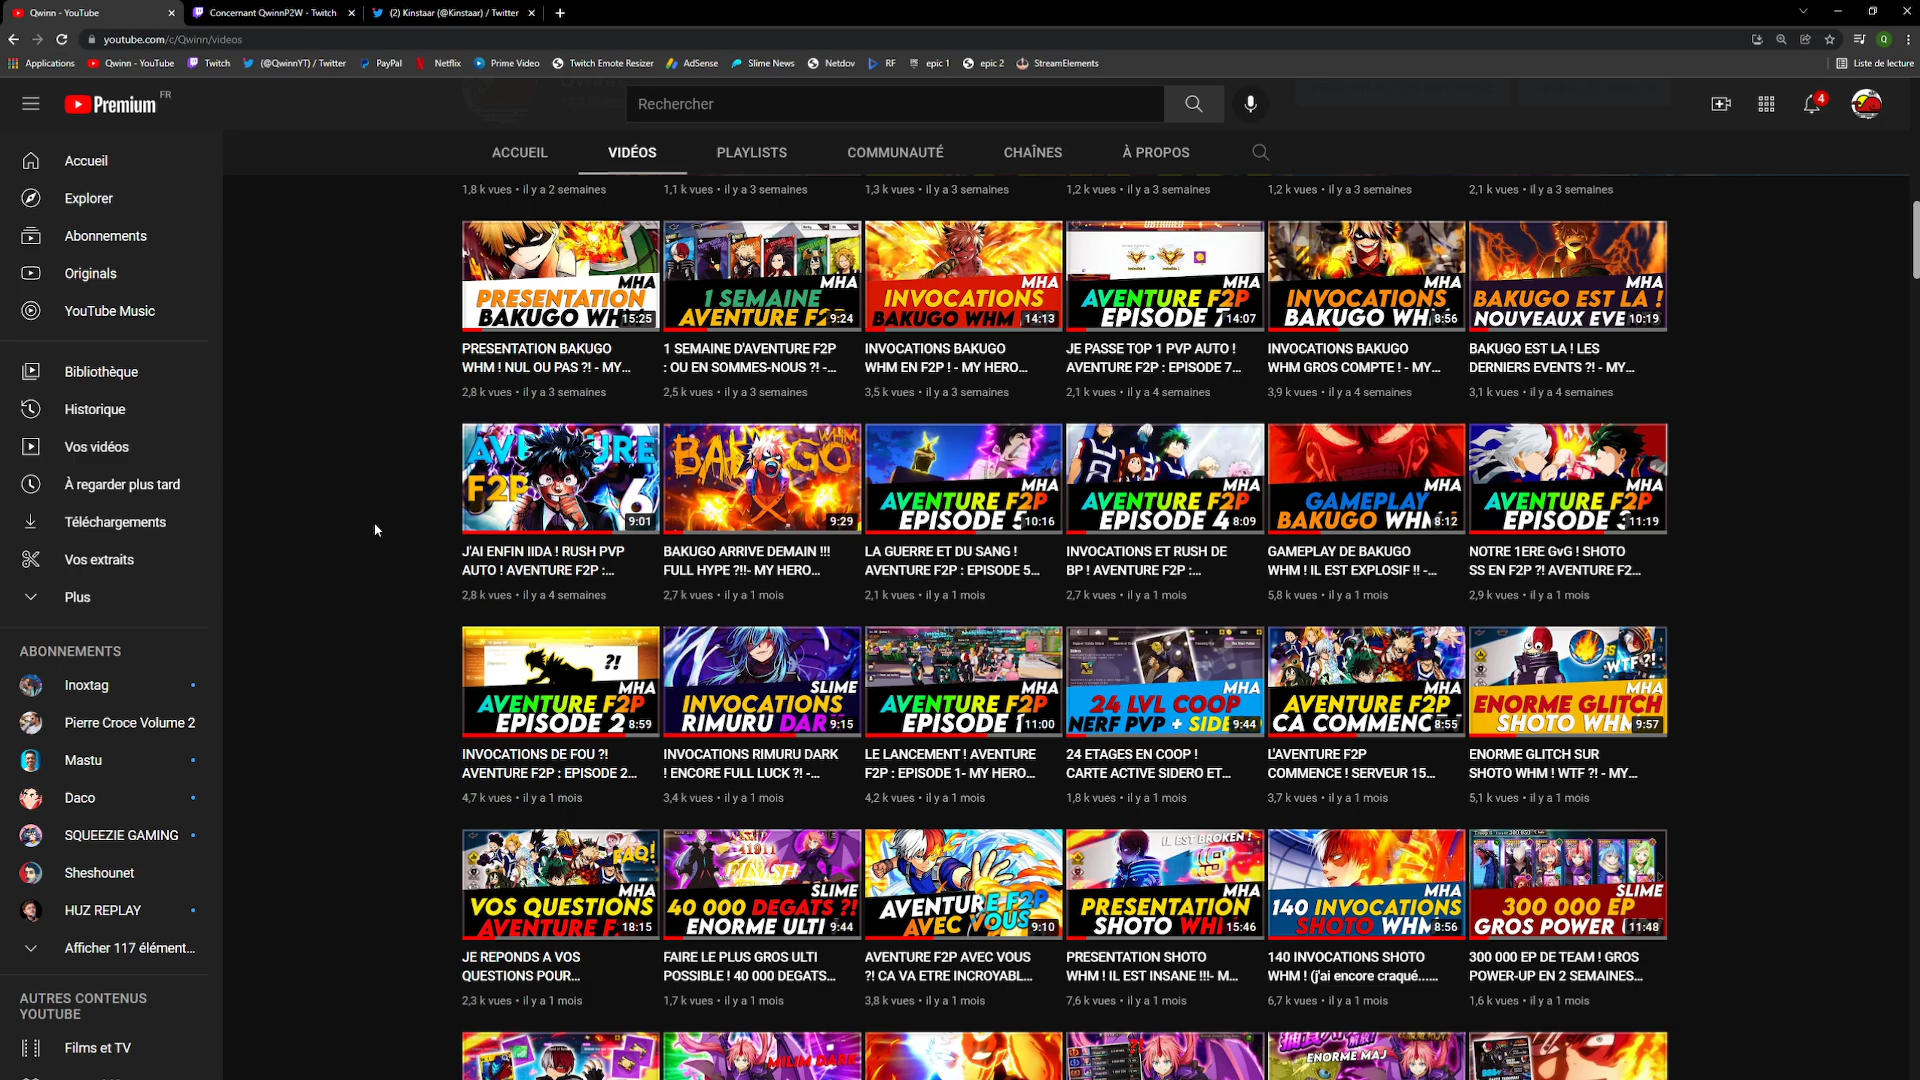 Qwinn - YouTube
Concernant QwinnP2W - Twitch
(2) Kinstaar (@Kinstaar) / Twitter
youtube.com/c/Qwinn/videos
Applications
Qwinn - YouTube
Twitch
(@QwinnYT) / Twitter
PayPal
Netflix
Prime Video
Twitch Emote Resizer
AdSense
Slime News
Netdov
RF
epic 1
epic 2
StreamElements
Liste de lecture
Premium FR
Rechercher
4
ACCUEIL
VIDÉOS
PLAYLISTS
COMMUNAUTÉ
CHAÎNES
À PROPOS
Accueil
Explorer
Abonnements
Originals
YouTube Music
Bibliothèque
Historique
Vos vidéos
À regarder plus tard
Téléchargements
Vos extraits
Plus
ABONNEMENTS
Inoxtag
Pierre Croce Volume 2
Mastu
Daco
SQUEEZIE GAMING
Sheshounet
HUZ REPLAY
Afficher 117 élément...
AUTRES CONTENUS
YOUTUBE
Films et TV
1,8 k vues • il y a 2 semaines
1,1 k vues • il y a 3 semaines
1,3 k vues • il y a 3 semaines
1,2 k vues • il y a 3 semaines
1,2 k vues • il y a 3 semaines
2,1 k vues • il y a 3 semaines
MHA
PRESENTATION
BAKUGO WHM
15:25
PRESENTATION BAKUGO
WHM ! NUL OU PAS ?! - MY...
2,8 k vues • il y a 3 semaines
MHA
1 SEMAINE
AVENTURE F2P
9:24
1 SEMAINE D'AVENTURE F2P
: OU EN SOMMES-NOUS ?! -...
2,5 k vues • il y a 3 semaines
MHA
INVOCATIONS
BAKUGO WHM
14:13
INVOCATIONS BAKUGO
WHM EN F2P ! - MY HERO...
3,5 k vues • il y a 3 semaines
OBTAINED
MHA
AVENTURE F2P
EPISODE 7
14:07
JE PASSE TOP 1 PVP AUTO !
AVENTURE F2P : EPISODE 7...
2,1 k vues • il y a 4 semaines
MHA
INVOCATIONS
BAKUGO WH
8:56
INVOCATIONS BAKUGO
WHM GROS COMPTE ! - MY...
3,9 k vues • il y a 4 semaines
MHA
BAKUGO EST LA !
NOUVEAUX EVE
10:19
BAKUGO EST LA ! LES
DERNIERS EVENTS ?! - MY...
3,1 k vues • il y a 4 semaines
AVENTURE
F2P 6
9:01
J'AI ENFIN IIDA ! RUSH PVP
AUTO ! AVENTURE F2P :...
2,8 k vues • il y a 4 semaines
WHM
BAKUGO
9:29
BAKUGO ARRIVE DEMAIN !!!
FULL HYPE ?!!- MY HERO...
2,7 k vues • il y a 1 mois
MHA
AVENTURE F2P
EPISODE 5
10:16
LA GUERRE ET DU SANG !
AVENTURE F2P : EPISODE 5...
2,1 k vues • il y a 1 mois
MHA
AVENTURE F2P
EPISODE 4
8:09
INVOCATIONS ET RUSH DE
BP ! AVENTURE F2P :...
2,7 k vues • il y a 1 mois
MHA
GAMEPLAY
BAKUGO WHM
8:12
GAMEPLAY DE BAKUGO
WHM ! IL EST EXPLOSIF !! -...
5,8 k vues • il y a 1 mois
MHA
AVENTURE F2P
EPISODE 3
11:19
NOTRE 1ERE GvG ! SHOTO
SS EN F2P ?! AVENTURE F2...
2,9 k vues • il y a 1 mois
?!
MHA
AVENTURE F2P
EPISODE 2
8:59
INVOCATIONS DE FOU ?!
AVENTURE F2P : EPISODE 2...
4,7 k vues • il y a 1 mois
SLIME
INVOCATIONS
RIMURU DAR
9:15
INVOCATIONS RIMURU DARK
! ENCORE FULL LUCK ?! -...
3,4 k vues • il y a 1 mois
MHA
AVENTURE F2P
EPISODE 1
11:00
LE LANCEMENT ! AVENTURE
F2P : EPISODE 1- MY HERO...
4,2 k vues • il y a 1 mois
MHA
24 LVL COOP
NERF PVP + SIDE
9:44
24 ETAGES EN COOP !
CARTE ACTIVE SIDERO ET...
1,8 k vues • il y a 1 mois
MHA
AVENTURE F2P
CA COMMENC
8:55
L'AVENTURE F2P
COMMENCE ! SERVEUR 15...
3,7 k vues • il y a 1 mois
WTF ?!
MHA
ENORME GLITCH
SHOTO WHM
9:57
ENORME GLITCH SUR
SHOTO WHM ! WTF ?! - MY...
5,1 k vues • il y a 1 mois
FAQ!
MHA
VOS QUESTIONS
AVENTURE F
18:15
JE REPONDS A VOS
QUESTIONS POUR...
2,3 k vues • il y a 1 mois
41011
FINISH
SLIME
40 000 DEGATS ?!
ENORME ULTI
9:44
FAIRE LE PLUS GROS ULTI
POSSIBLE ! 40 000 DEGATS...
1,7 k vues • il y a 1 mois
AVENTURE F2P
AVEC VOUS
9:10
AVENTURE F2P AVEC VOUS
?! CA VA ETRE INCROYABL...
3,8 k vues • il y a 1 mois
IL EST BROKEN !
MHA
PRESENTATION
SHOTO WH
15:46
PRESENTATION SHOTO
WHM ! IL EST INSANE !!!- M...
7,6 k vues • il y a 1 mois
MHA
140 INVOCATIONS
SHOTO WHM
8:56
140 INVOCATIONS SHOTO
WHM ! (j'ai encore craqué......
6,7 k vues • il y a 1 mois
SLIME
300 000 EP
GROS POWER
11:48
300 000 EP DE TEAM ! GROS
POWER-UP EN 2 SEMAINES...
1,6 k vues • il y a 1 mois
MILIM DARK
ENORME MAJ